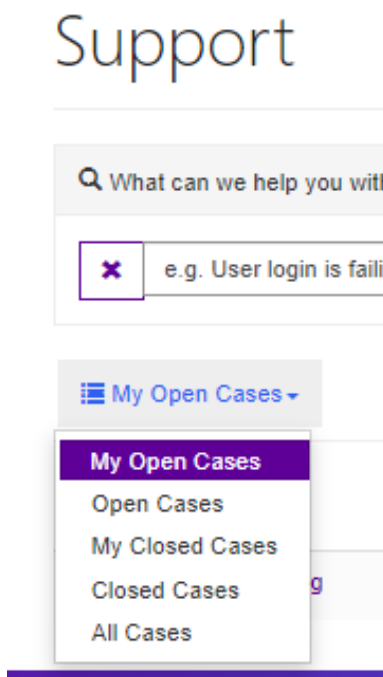 Support
What can we help you with
e.g. User login is faili
My Open Cases
My Open Cases
Open Cases
My Closed Cases
Closed Cases
All Cases
g